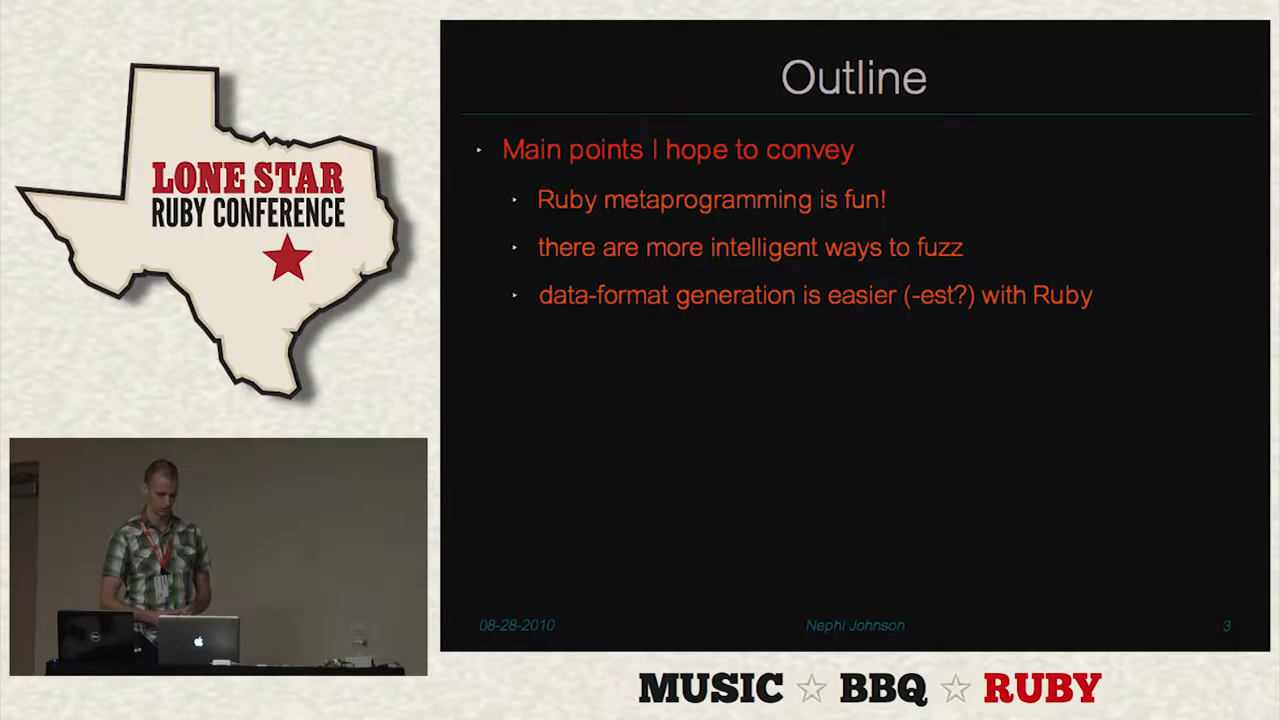 LONE STAR
RUBY CONFERENCE
Outline
Main points I hope to convey
Ruby metaprogramming is fun!
there are more intelligent ways to fuzz
data-format generation is easier (-est?) with Ruby
08-28-2010
Nephi Johnson
3
MUSIC ☆ BBQ ☆ RUBY